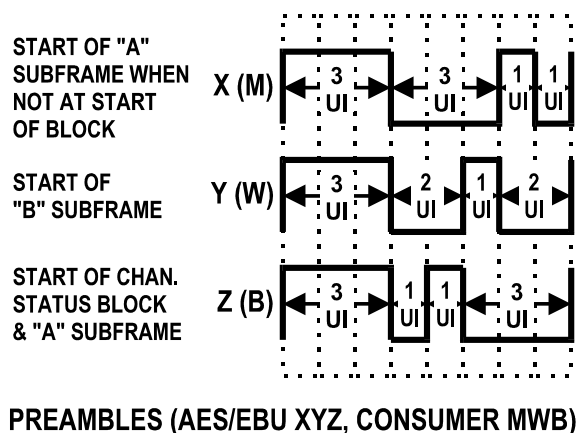 START OF "A"
SUBFRAME WHEN
NOT AT START
OF BLOCK
X (M)
3
UI
3
UI
1
UI
1
UI
START OF
"B" SUBFRAME
Y (W)
3
UI
2
UI
1
UI
2
UI
START OF CHAN.
STATUS BLOCK
& "A" SUBFRAME
Z (B)
3
UI
1
UI
1
UI
3
UI
PREAMBLES (AES/EBU XYZ, CONSUMER MWB)